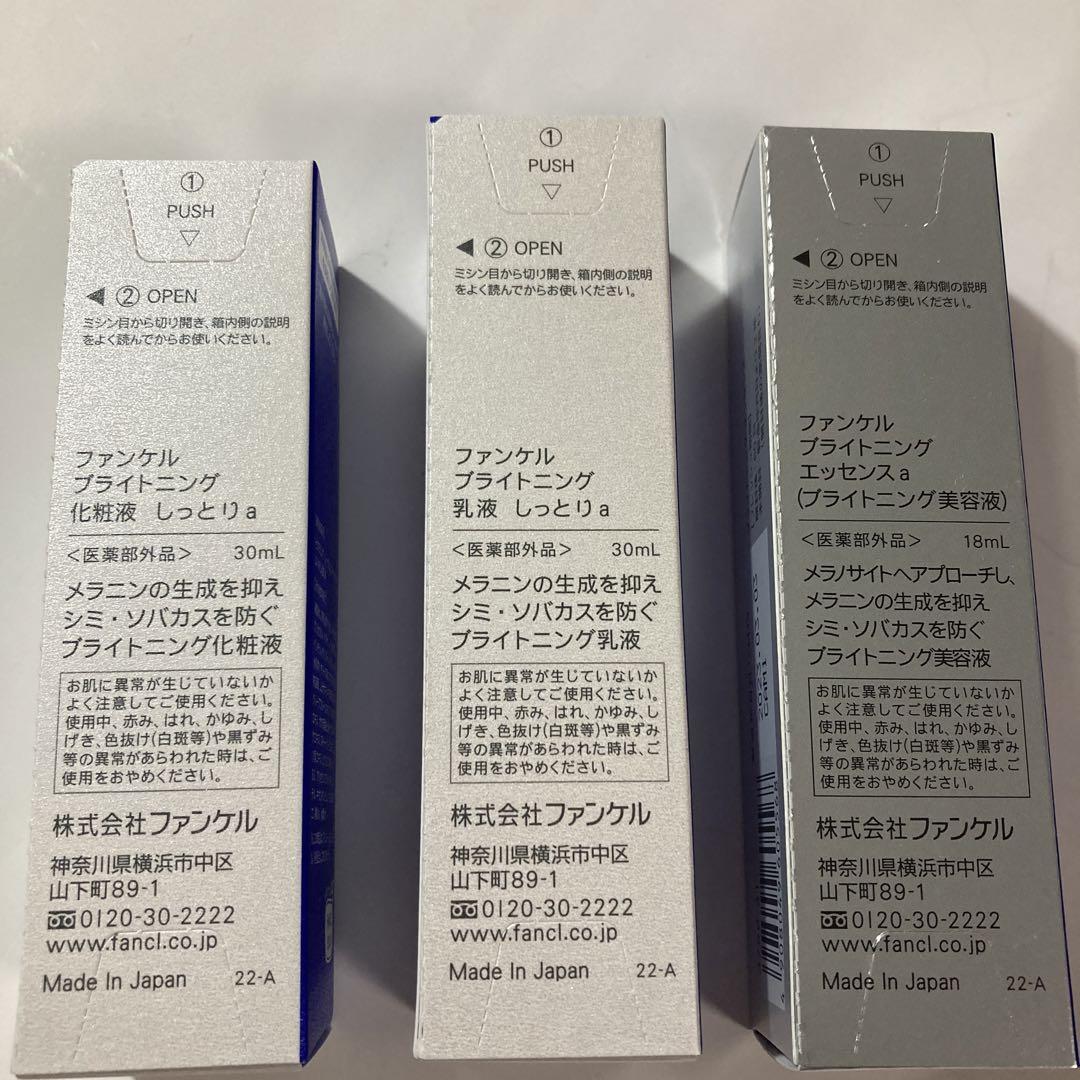 ①
PUSH
▽
◀ ② OPEN
ミシン目から切り開き、箱内側の説明
をよく読んでからお使いください。
ファンケル
ブライトニング
化粧液 しっとり a
<医薬部外品> 30mL
メラニンの生成を抑え
シミ・ソバカスを防ぐ
ブライトニング化粧液
お肌に異常が生じていないか
よく注意してご使用ください。
使用中、赤み、はれ、かゆみ、し
げき、色抜け(白斑等)や黒ずみ
等の異常があらわれた時は、ご
使用をおやめください。
株式会社ファンケル
神奈川県横浜市中区
山下町89-1
0120-30-2222
www.fancl.co.jp
Made In Japan 22-A
①
PUSH
▽
◀ ② OPEN
ミシン目から切り開き、箱内側の説明
をよく読んでからお使いください。
ファンケル
ブライトニング
乳液 しっとり a
<医薬部外品> 30mL
メラニンの生成を抑え
シミ・ソバカスを防ぐ
ブライトニング乳液
お肌に異常が生じていないか
よく注意してご使用ください。
使用中、赤み、はれ、かゆみ、し
げき、色抜け(白斑等)や黒ずみ
等の異常があらわれた時は、ご
使用をおやめください。
株式会社ファンケル
神奈川県横浜市中区
山下町89-1
0120-30-2222
www.fancl.co.jp
Made In Japan 22-A
①
PUSH
▽
◀ ② OPEN
ミシン目から切り開き、箱内側の説明
をよく読んでからお使いください。
ファンケル
ブライトニング
エッセンス a
(ブライトニング美容液)
<医薬部外品> 18mL
メラノサイトへアプローチし、
メラニンの生成を抑え
シミ・ソバカスを防ぐ
ブライトニング美容液
お肌に異常が生じていないか
よく注意してご使用ください。
使用中、赤み、はれ、かゆみ、し
げき、色抜け(白斑等)や黒ずみ
等の異常があらわれた時は、ご
使用をおやめください。
株式会社ファンケル
神奈川県横浜市中区
山下町89-1
0120-30-2222
www.fancl.co.jp
Made In Japan 22-A
2023.03.03